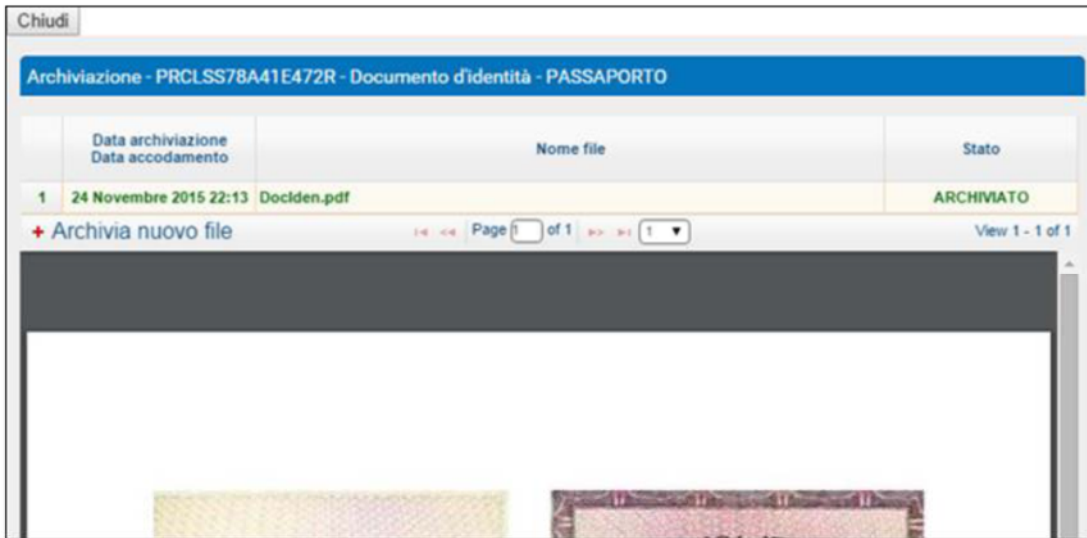 Chiudi
Archiviazione - PRCLSS78A41E472R - Documento d'identità - PASSAPORTO
Data archiviazione
Data accodamento
Nome file
Stato
1 24 Novembre 2015 22:13 DocIden.pdf ARCHIVIATO
+ Archivia nuovo file Page 1 of 1 1 View 1 - 1 of 1